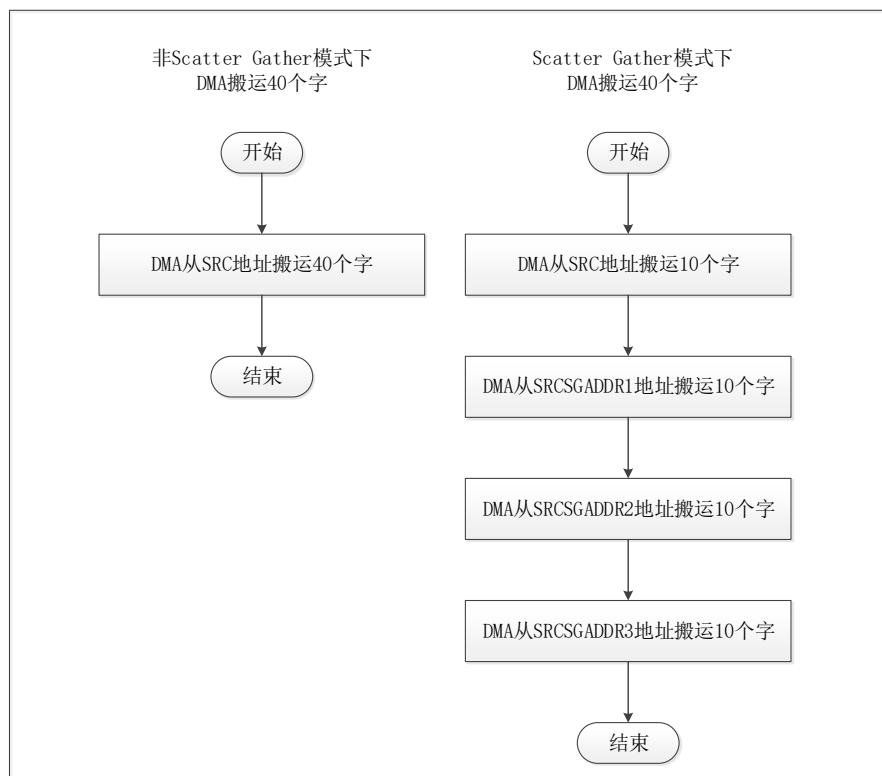 非Scatter Gather模式下
DMA搬运40个字
开始
DMA从SRC地址搬运40个字
结束
Scatter Gather模式下
DMA搬运40个字
开始
DMA从SRC地址搬运10个字
DMA从SRCSGADDR1地址搬运10个字
DMA从SRCSGADDR2地址搬运10个字
DMA从SRCSGADDR3地址搬运10个字
结束